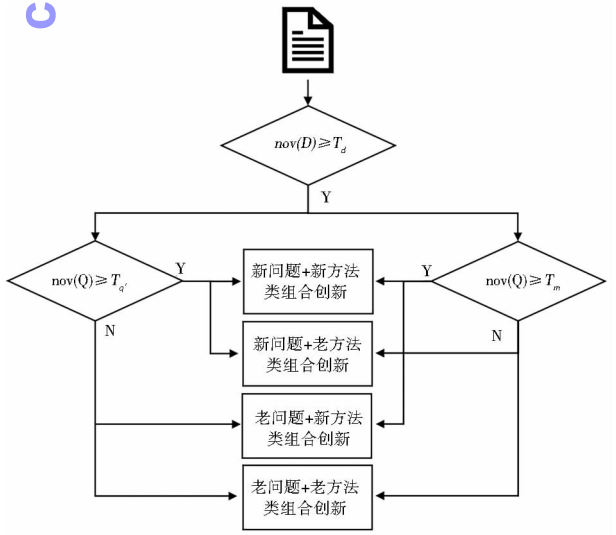 C
nov(D)≥T_d
Y
nov(Q)≥T_q'
Y
新问题+新方法
类组合创新
Y
nov(Q)≥T_m
N
新问题+老方法
类组合创新
N
老问题+新方法
类组合创新
老问题+老方法
类组合创新